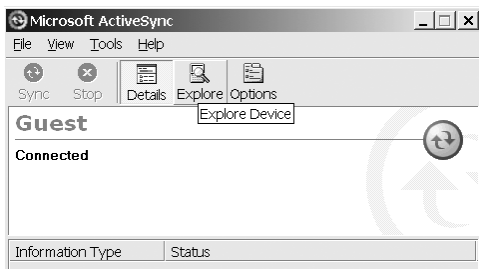 Microsoft ActiveSync
File View Tools Help
Sync Stop Details Explore Options
Explore Device
Guest
Connected
Information Type Status